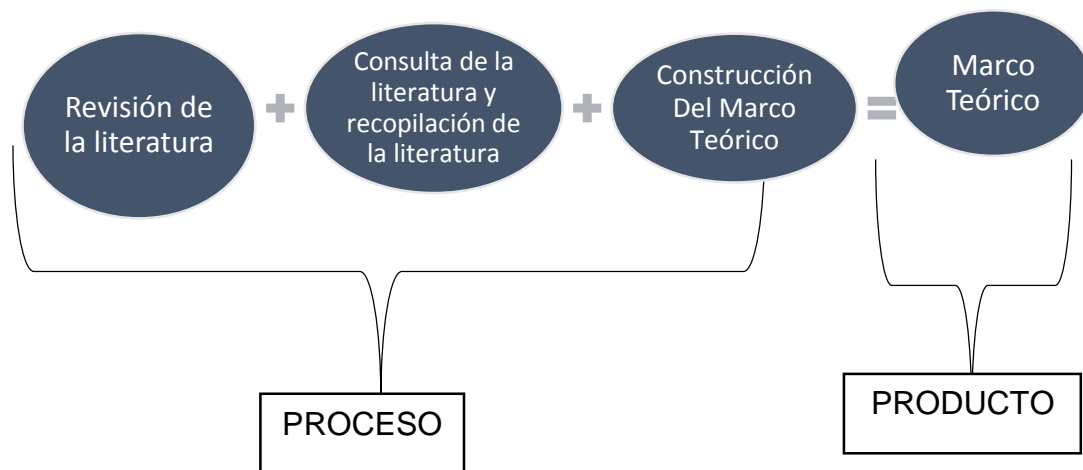 Revisión de
la literatura
+
Consulta de la
literatura y
recopilación de
la literatura
+
Construcción
Del Marco
Teórico
=
Marco
Teórico
PROCESO
PRODUCTO